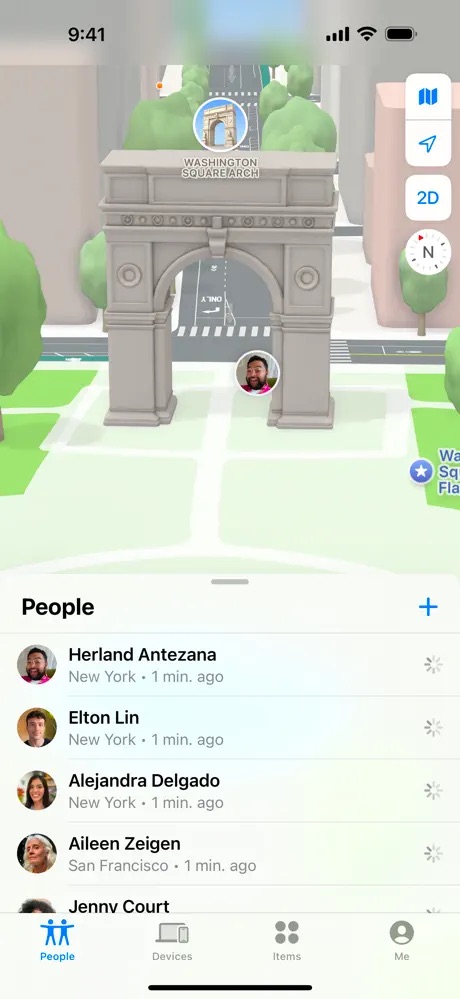 9:41
WASHINGTON
SQUARE ARCH
2D
N
ONLY
Wa
Sq
Fla
People
Herland Antezana
New York • 1 min. ago
Elton Lin
New York • 1 min. ago
Alejandra Delgado
New York • 1 min. ago
Aileen Zeigen
San Francisco • 1 min. ago
Jenny Court
People
Devices
Items
Me